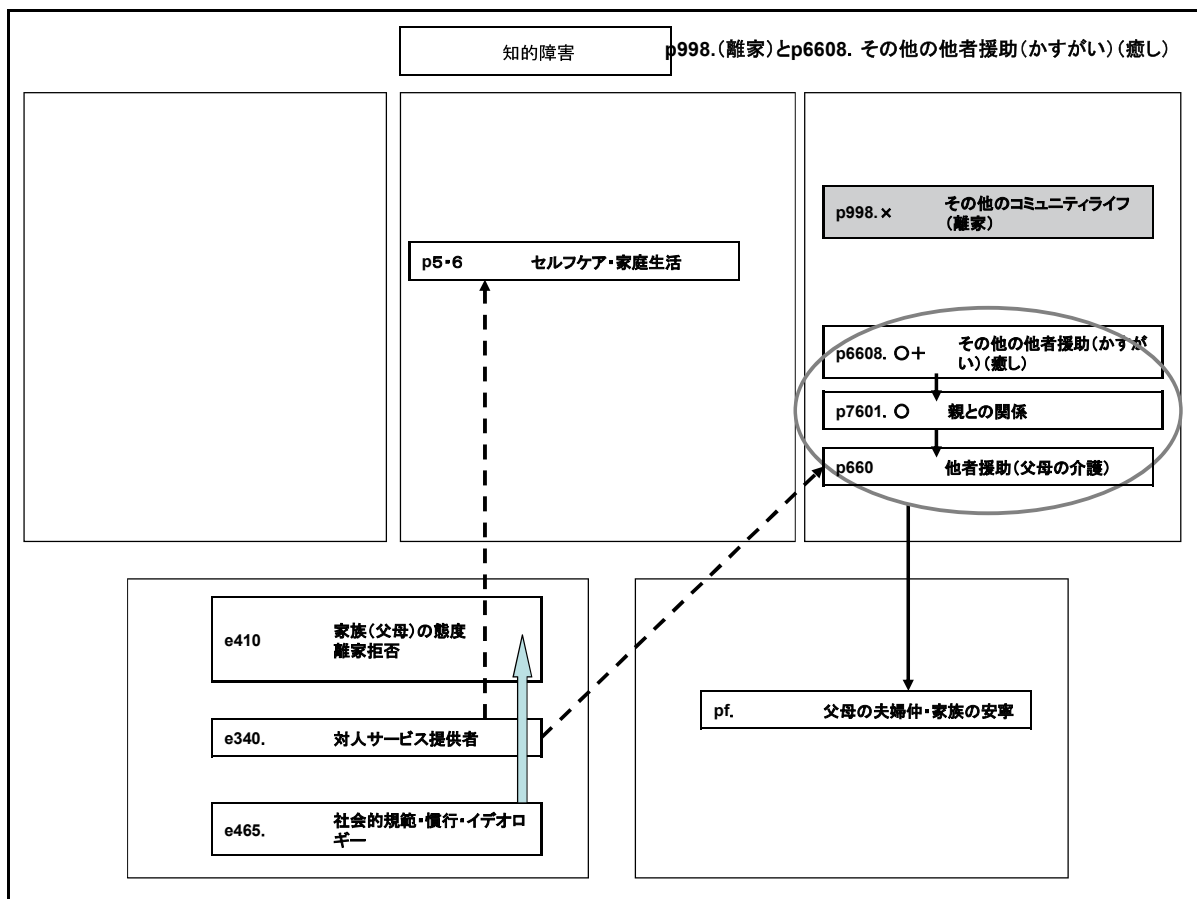 知的障害
p998.(離家)とp6608. その他の他者援助(かすがい)(癒し)
p998.× その他のコミュニティライフ
(離家)
p5・6 セルフケア・家庭生活
p6608. ○+ その他の他者援助(かすが
い)(癒し)
p7601. ○ 親との関係
p660 他者援助(父母の介護)
e410 家族(父母)の態度
離家拒否
e340. 対人サービス提供者
e465. 社会的規範・慣行・イデオロ
ギー
pf. 父母の夫婦仲・家族の安寧